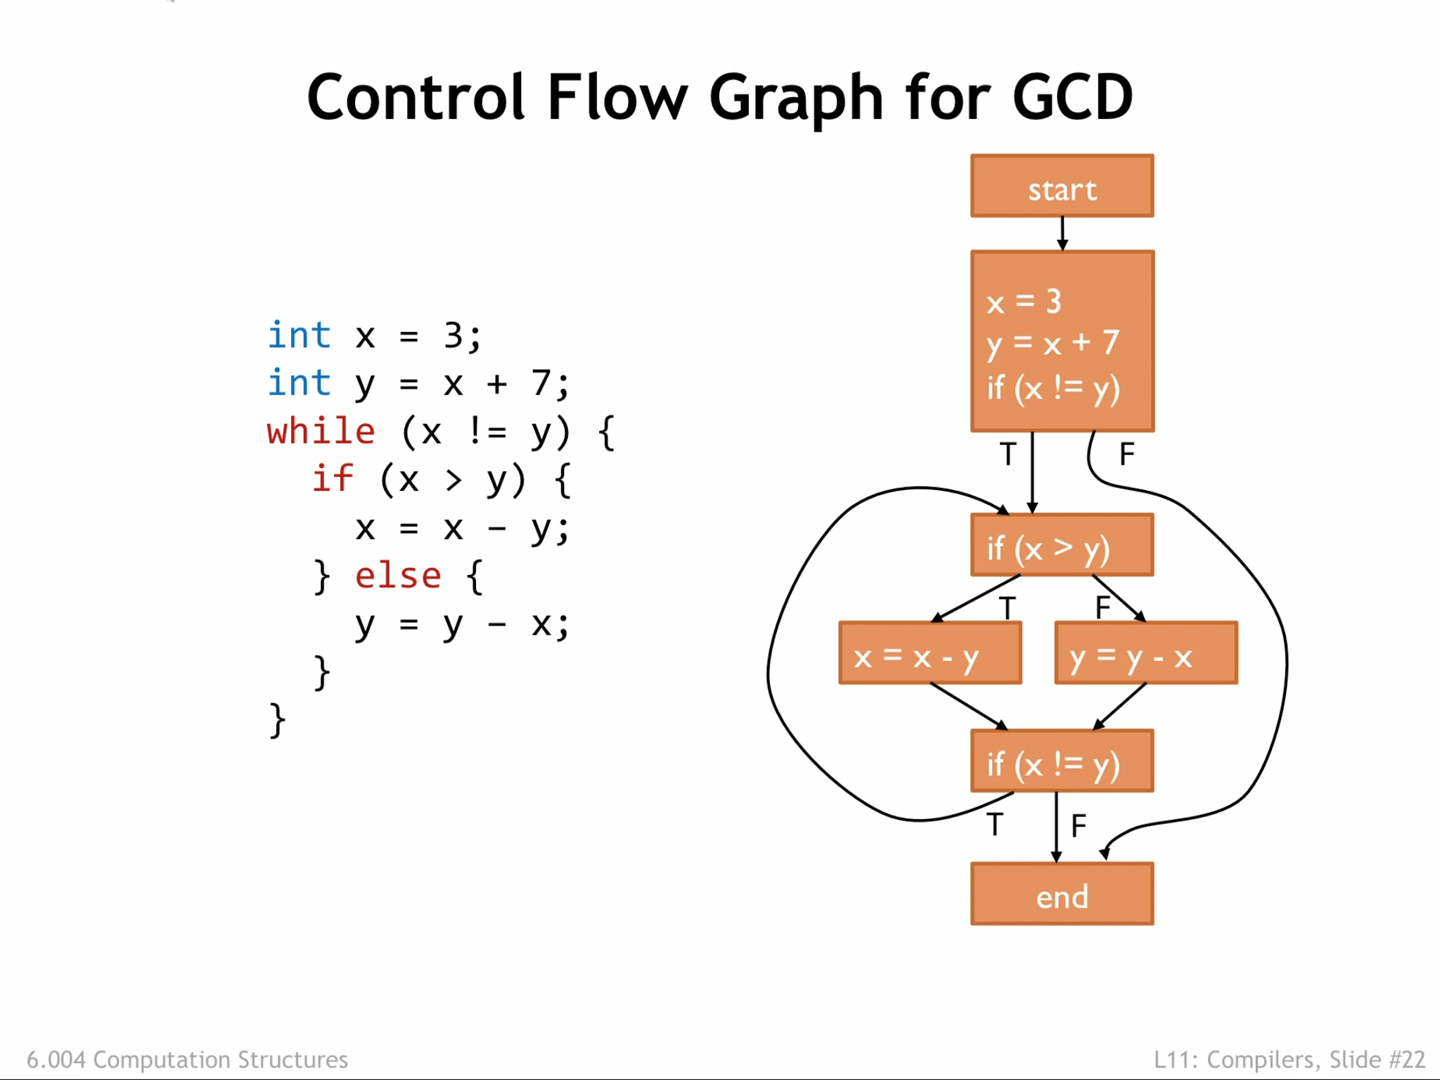 Control Flow Graph for GCD
int x = 3;
int y = x + 7;
while (x != y) {
if (x > y) {
x = x – y;
} else {
y = y – x;
}
}
start
x = 3
y = x + 7
if (x != y)
T
F
if (x > y)
T
F
x = x - y
y = y - x
if (x != y)
T
F
end
6.004 Computation Structures
L11: Compilers, Slide #22